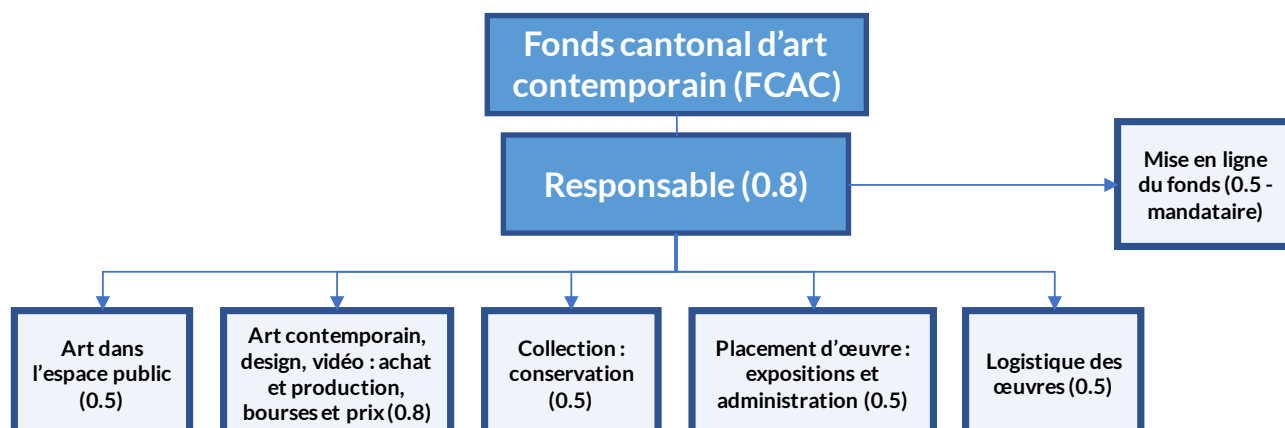 Fonds cantonal d’art
contemporain (FCAC)
Responsable (0.8)
Mise en ligne
du fonds (0.5 -
mandataire)
Art dans
l’espace public
(0.5)
Art contemporain,
design, vidéo : achat
et production,
bourses et prix (0.8)
Collection :
conservation
(0.5)
Placement d’œuvre :
expositions et
administration (0.5)
Logistique des
œuvres (0.5)